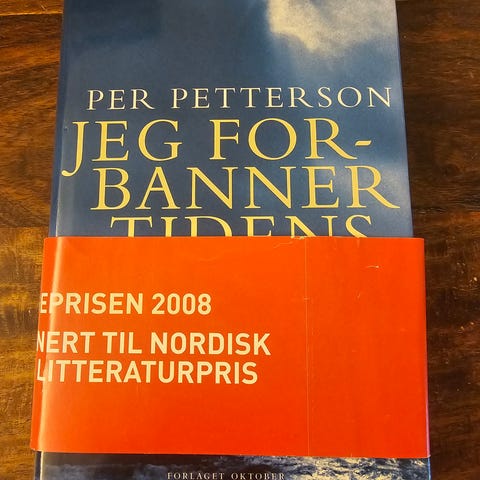 PER PETTERSON
JEG FOR-
BANNER
TIDENS
EPRISEN 2008
NERT TIL NORDISK
LITTERATURPRIS
FORLAGET OKTOBER